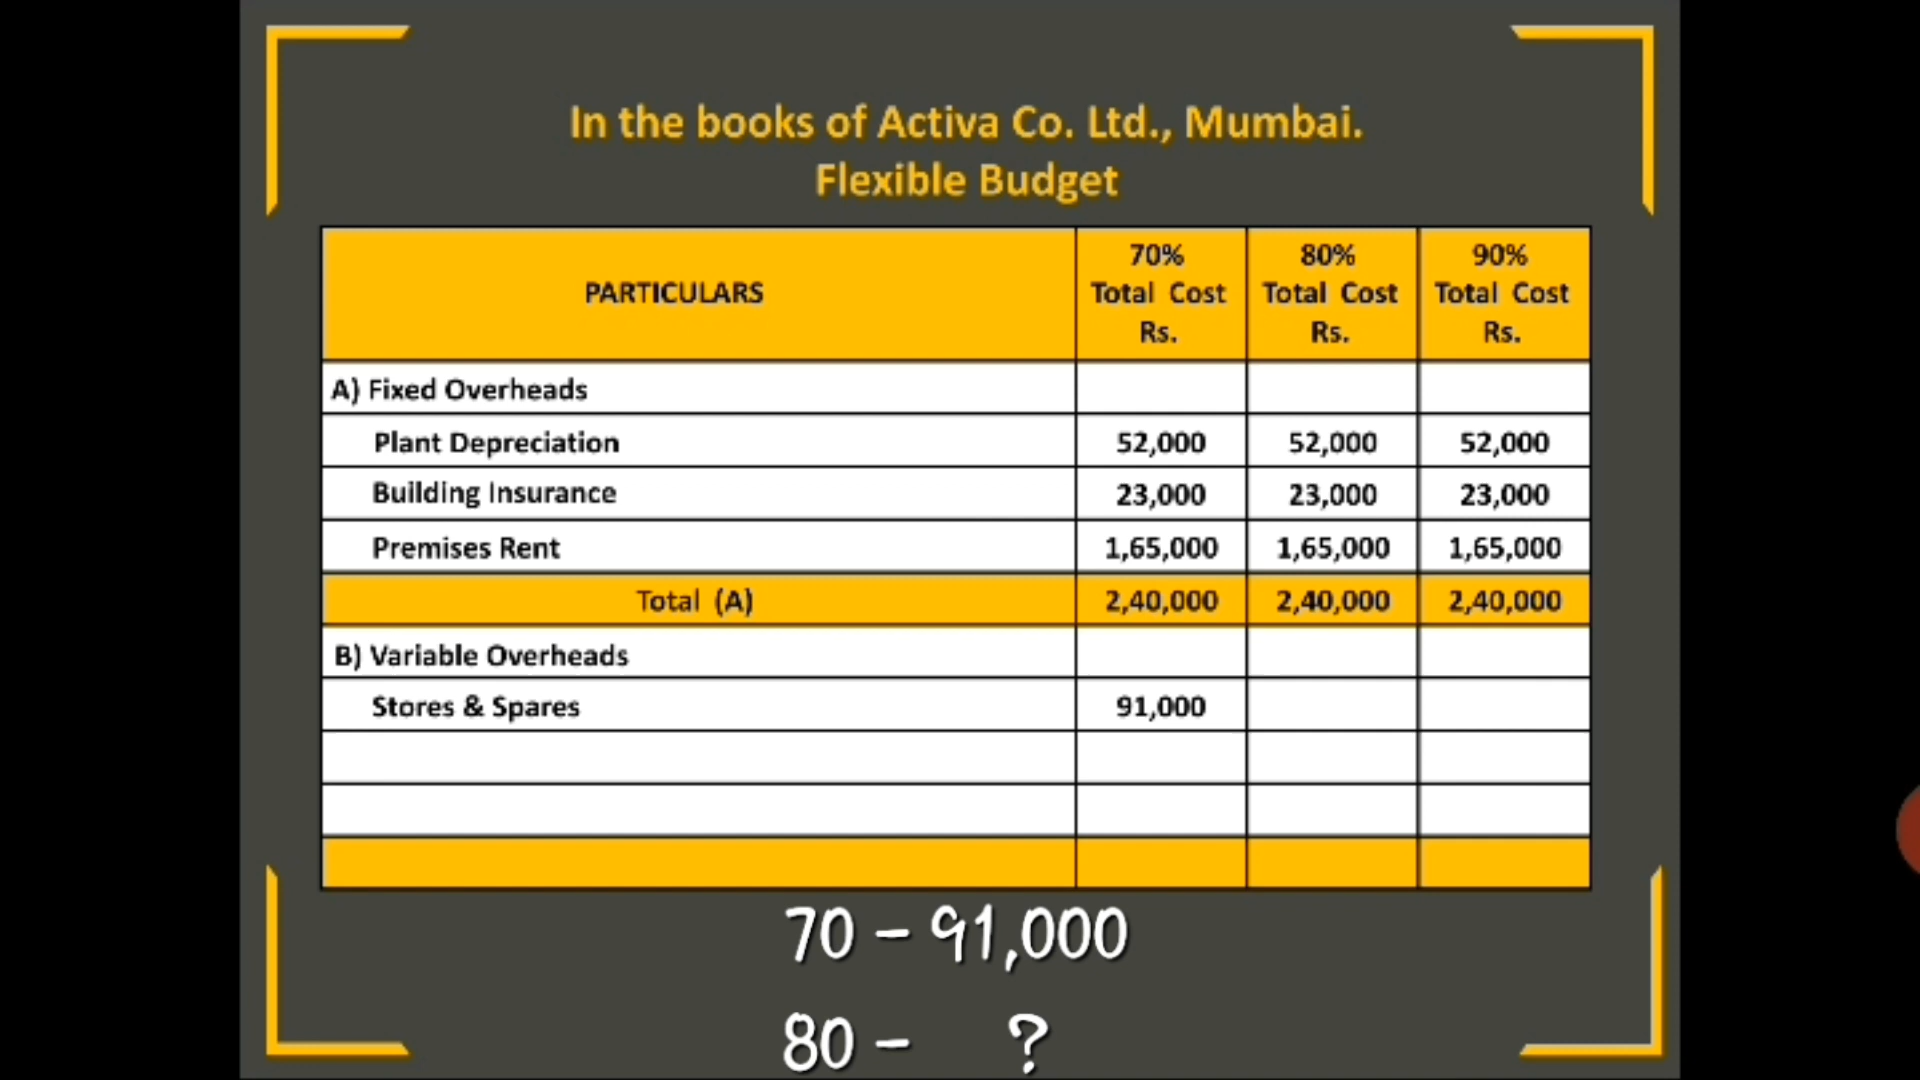 In the books of Activa Co. Ltd., Mumbai.
Flexible Budget
PARTICULARS 70% Total Cost Rs. 80% Total Cost Rs. 90% Total Cost Rs.
A) Fixed Overheads
Plant Depreciation 52,000 52,000 52,000
Building Insurance 23,000 23,000 23,000
Premises Rent 1,65,000 1,65,000 1,65,000
Total (A) 2,40,000 2,40,000 2,40,000
B) Variable Overheads
Stores & Spares 91,000
70 – 91,000
80 – ?